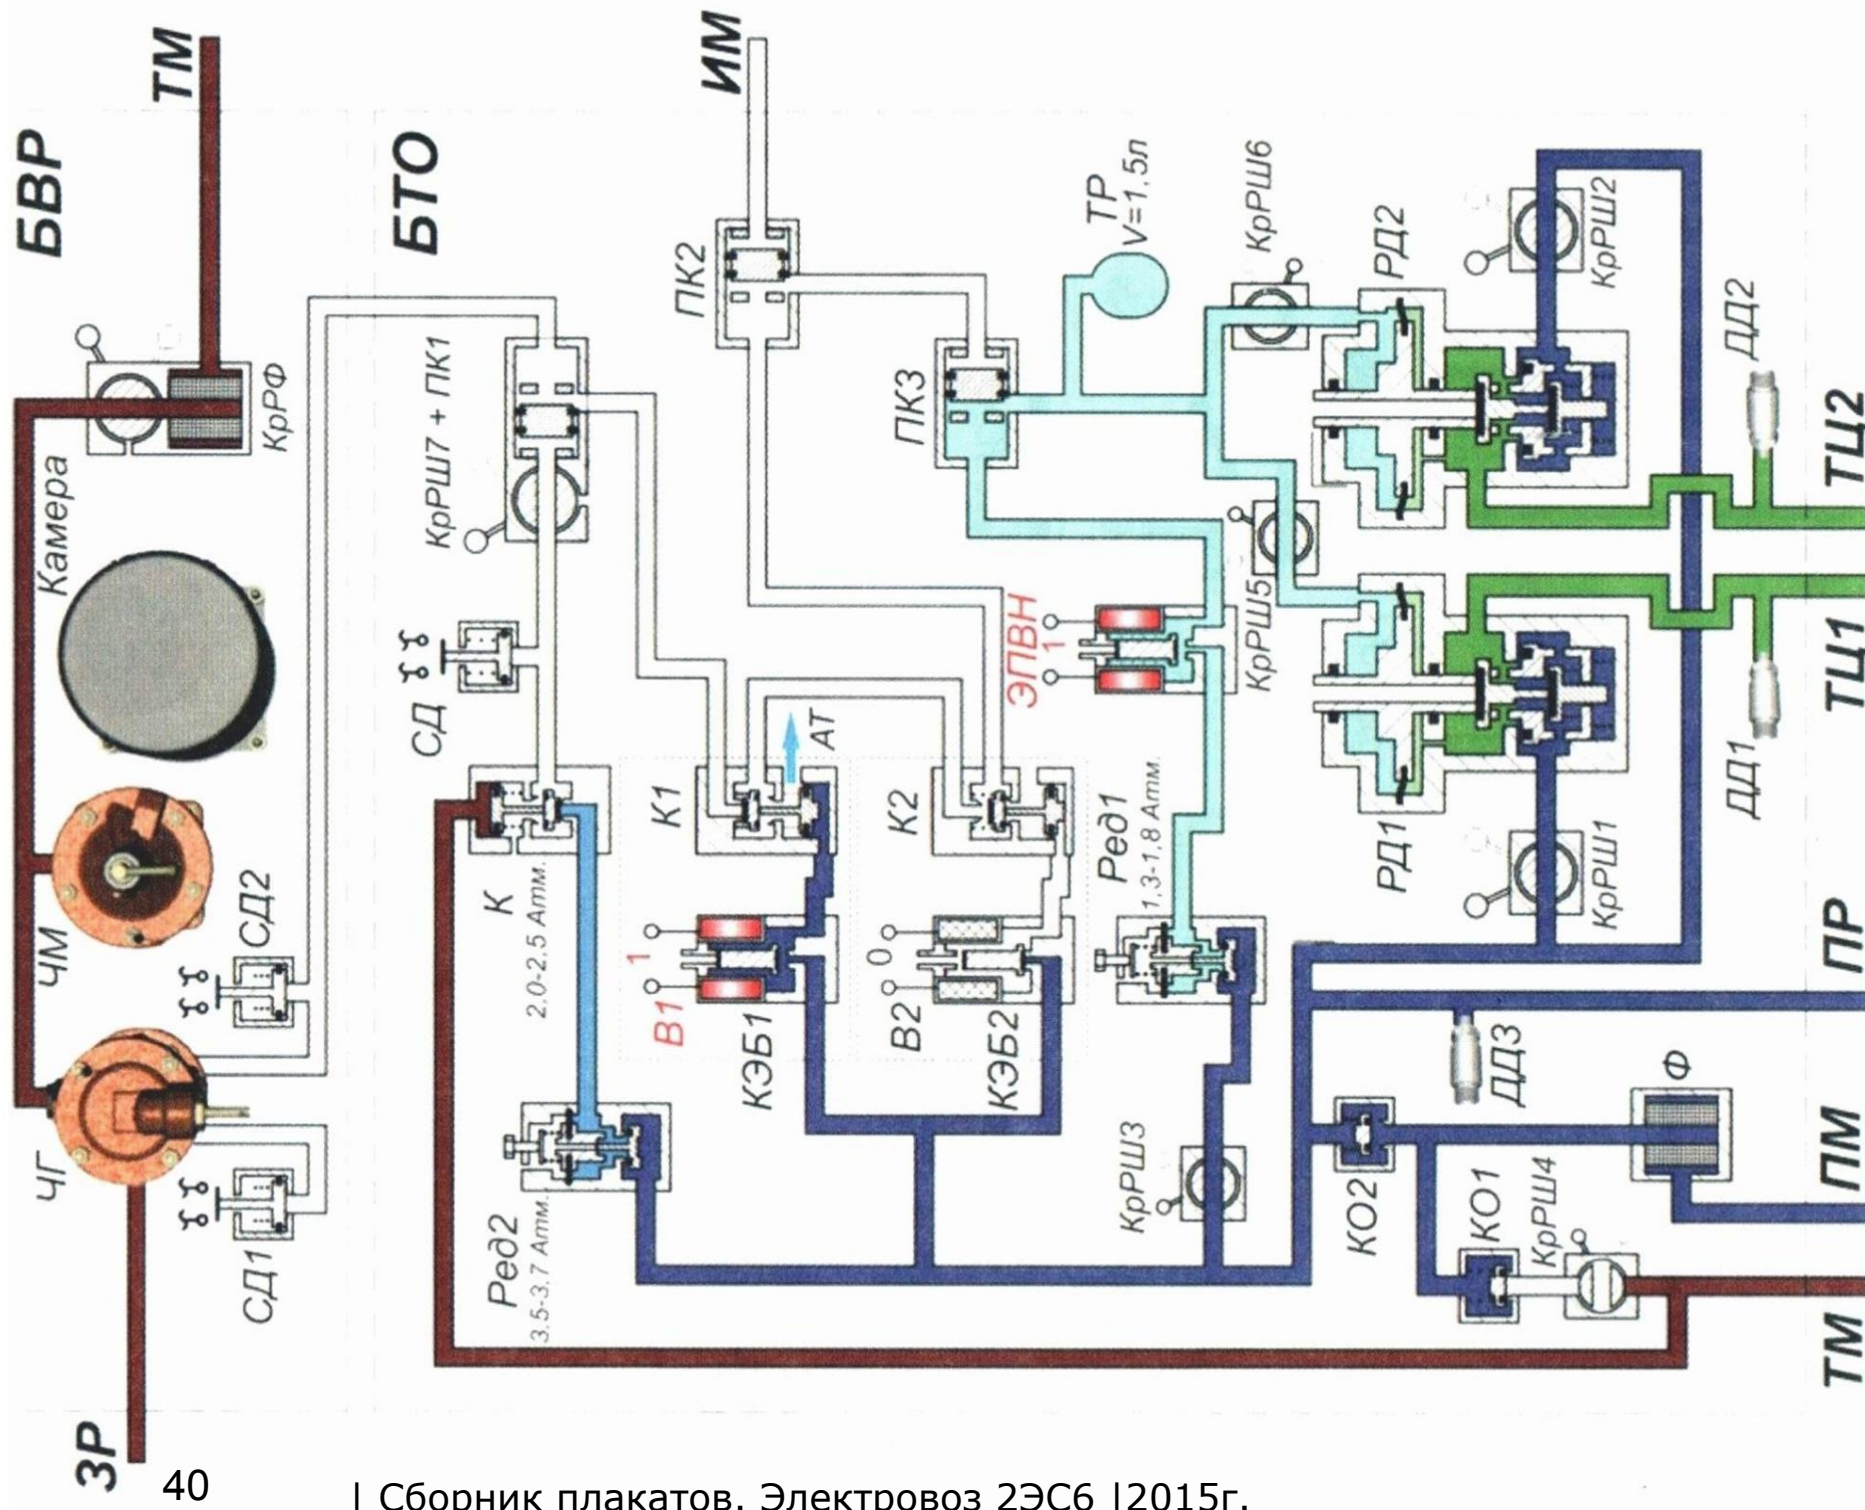 БВР
ТМ
Камера
КрРФ
ЧМ
СД2
ЧГ
СД1
ЗР
БТО
ИМ
КрРШ7 + ПК1
СД
К
2,0-2,5 Атм.
Ред2
3.5-3.7 Атм.
ПК2
ПК3
ТР
V=1,5л
КрРШ6
РД2
КрРШ2
ДД2
ТЦ2
ЭПВН
1
КрРШ5
К1
АТ
К2
Ред1
1,3-1,8 Атм.
РД1
КрРШ1
ДД1
ТЦ1
В1
1
КЭБ1
В2
0
КЭБ2
КрРШ3
ПР
ДД3
Ф
КО2
КО1
КрРШ4
ПМ
ТМ
40
| Сборник плакатов. Электровоз 2ЭС6 |2015г.